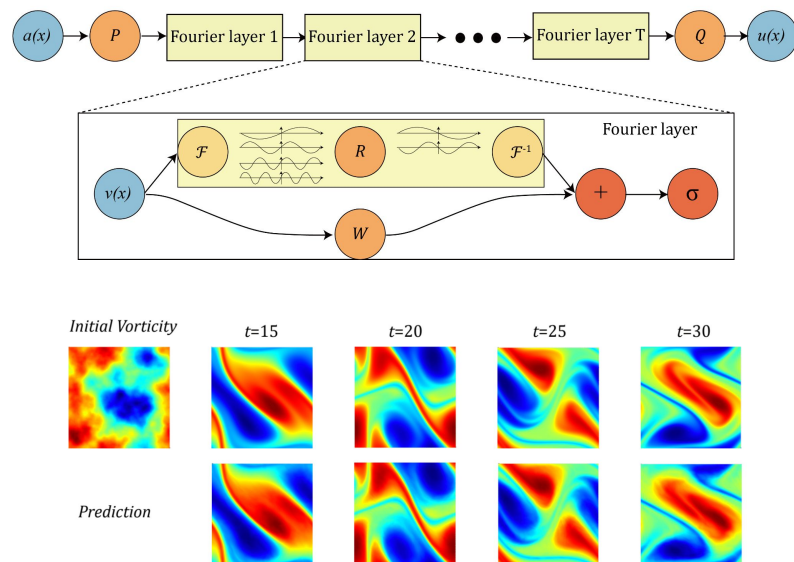 a(x) P Fourier layer 1 Fourier layer 2 ••• Fourier layer T Q u(x)
Fourier layer
ℱ R ℱ⁻¹
v(x) + σ
W
Initial Vorticity t=15 t=20 t=25 t=30
Prediction